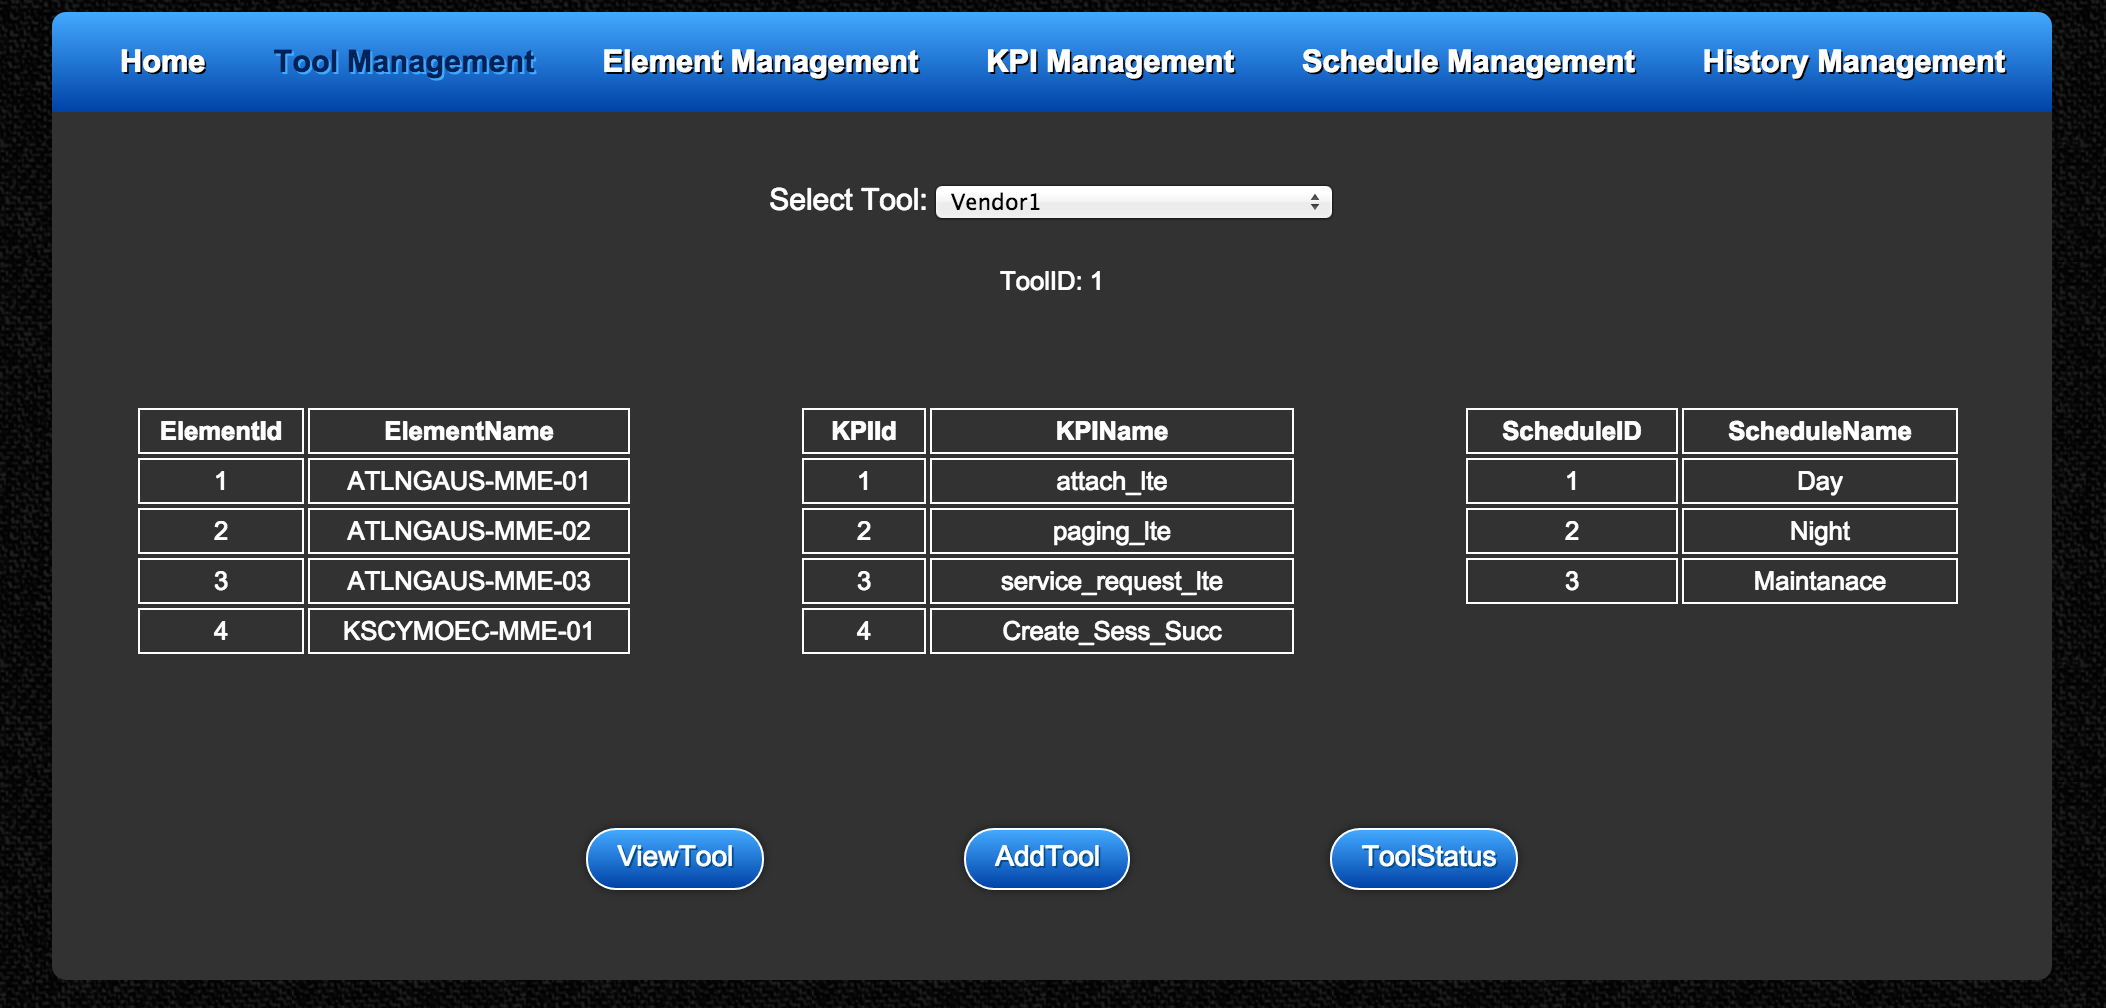 Home Tool Management Element Management KPI Management Schedule Management History Management
Select Tool: Vendor1
ToolID: 1
ElementId ElementName
1 ATLNGAUS-MME-01
2 ATLNGAUS-MME-02
3 ATLNGAUS-MME-03
4 KSCYMOEC-MME-01
KPIId KPIName
1 attach_lte
2 paging_lte
3 service_request_lte
4 Create_Sess_Succ
ScheduleID ScheduleName
1 Day
2 Night
3 Maintanace
ViewTool AddTool ToolStatus